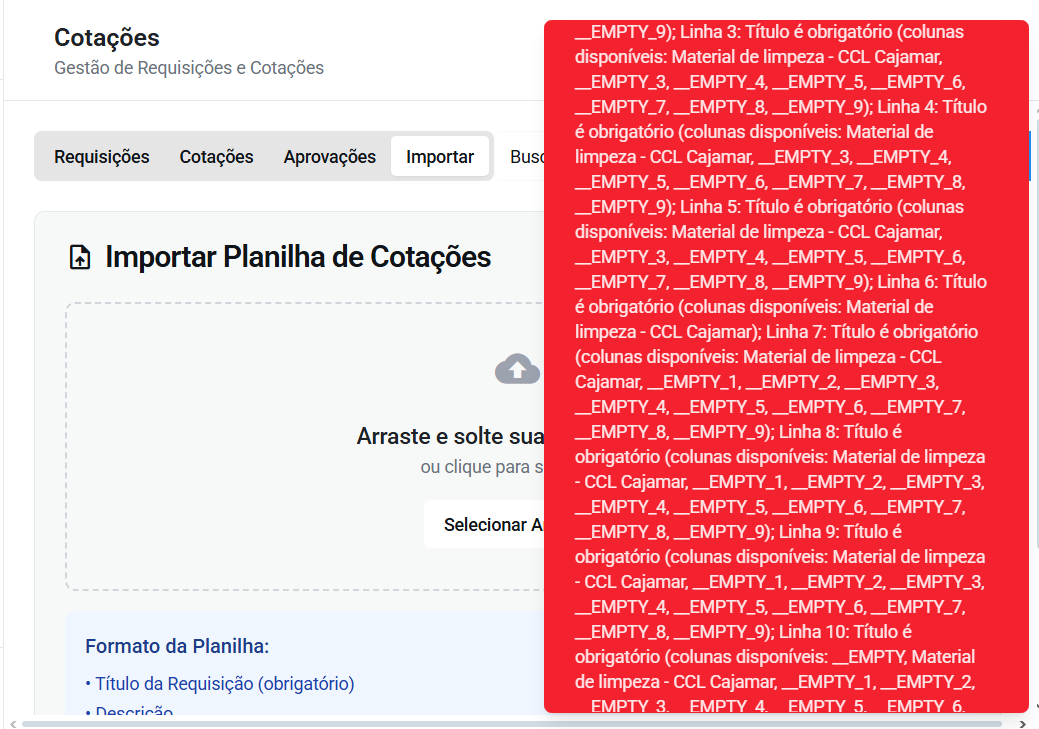 Cotações
Gestão de Requisições e Cotações
Requisições
Cotações
Aprovações
Importar
Importar Planilha de Cotações
Arraste e solte sua
ou clique para
Selecionar
Formato da Planilha:
• Título da Requisição (obrigatório)
• Descrição
__EMPTY_9); Linha 3: Título é obrigatório (colunas
disponíveis: Material de limpeza - CCL Cajamar,
__EMPTY_3, __EMPTY_4, __EMPTY_5, __EMPTY_6,
__EMPTY_7, __EMPTY_8, __EMPTY_9); Linha 4: Título
é obrigatório (colunas disponíveis: Material de
limpeza - CCL Cajamar, __EMPTY_3, __EMPTY_4,
__EMPTY_5, __EMPTY_6, __EMPTY_7, __EMPTY_8,
__EMPTY_9); Linha 5: Título é obrigatório (colunas
disponíveis: Material de limpeza - CCL Cajamar,
__EMPTY_3, __EMPTY_4, __EMPTY_5, __EMPTY_6,
__EMPTY_7, __EMPTY_8, __EMPTY_9); Linha 6: Título
é obrigatório (colunas disponíveis: Material de
limpeza - CCL Cajamar); Linha 7: Título é obrigatório
(colunas disponíveis: Material de limpeza - CCL
Cajamar, __EMPTY_1, __EMPTY_2, __EMPTY_3,
__EMPTY_4, __EMPTY_5, __EMPTY_6, __EMPTY_7,
__EMPTY_8, __EMPTY_9); Linha 8: Título é
obrigatório (colunas disponíveis: Material de limpeza
- CCL Cajamar, __EMPTY_1, __EMPTY_2, __EMPTY_3,
__EMPTY_4, __EMPTY_5, __EMPTY_6, __EMPTY_7,
__EMPTY_8, __EMPTY_9); Linha 9: Título é
obrigatório (colunas disponíveis: Material de limpeza
- CCL Cajamar, __EMPTY_1, __EMPTY_2, __EMPTY_3,
__EMPTY_4, __EMPTY_5, __EMPTY_6, __EMPTY_7,
__EMPTY_8, __EMPTY_9); Linha 10: Título é
obrigatório (colunas disponíveis: __EMPTY, Material
de limpeza - CCL Cajamar, __EMPTY_1, __EMPTY_2,
__EMPTY_3, __EMPTY_4, __EMPTY_5, __EMPTY_6,